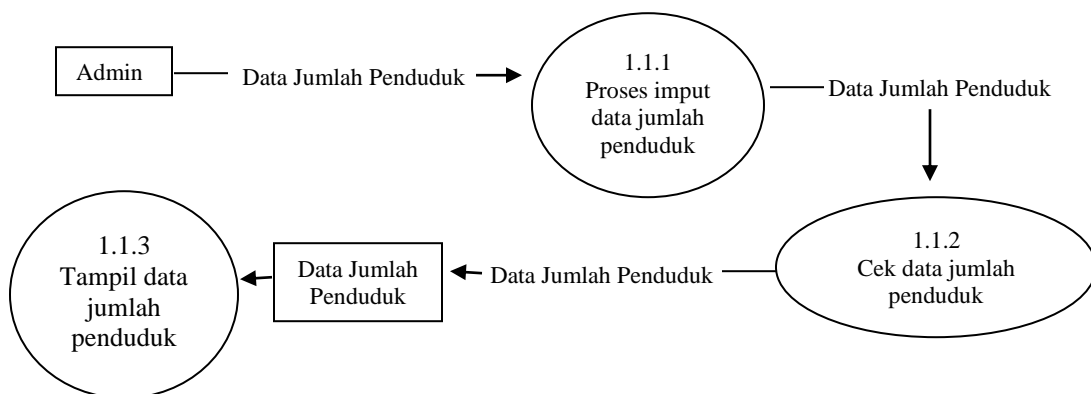 Admin
Data Jumlah Penduduk
1.1.1
Proses imput
data jumlah
penduduk
Data Jumlah Penduduk
1.1.2
Cek data jumlah
penduduk
Data Jumlah Penduduk
Data Jumlah
Penduduk
1.1.3
Tampil data
jumlah
penduduk